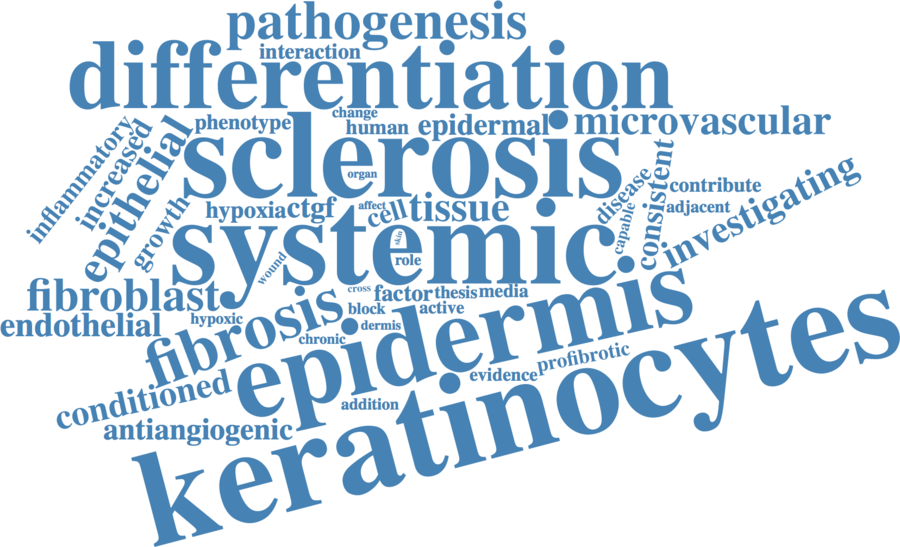 pathogenesis
interaction
differentiation
change
phenotype
human
epidermal
microvascular
inflammatory
increased
epithelial
growth
sclerosis
organ
disease
capable
consistent
contribute
adjacent
investigating
hypoxia
ctgf
affect
cell
tissue
systemic
skin
role
wound
fibroblast
endothelial
hypoxic
fibrosis
cross
factor
thesis
media
block
active
dermis
chronic
epidermis
conditioned
antiangiogenic
addition
evidence
profibrotic
keratinocytes